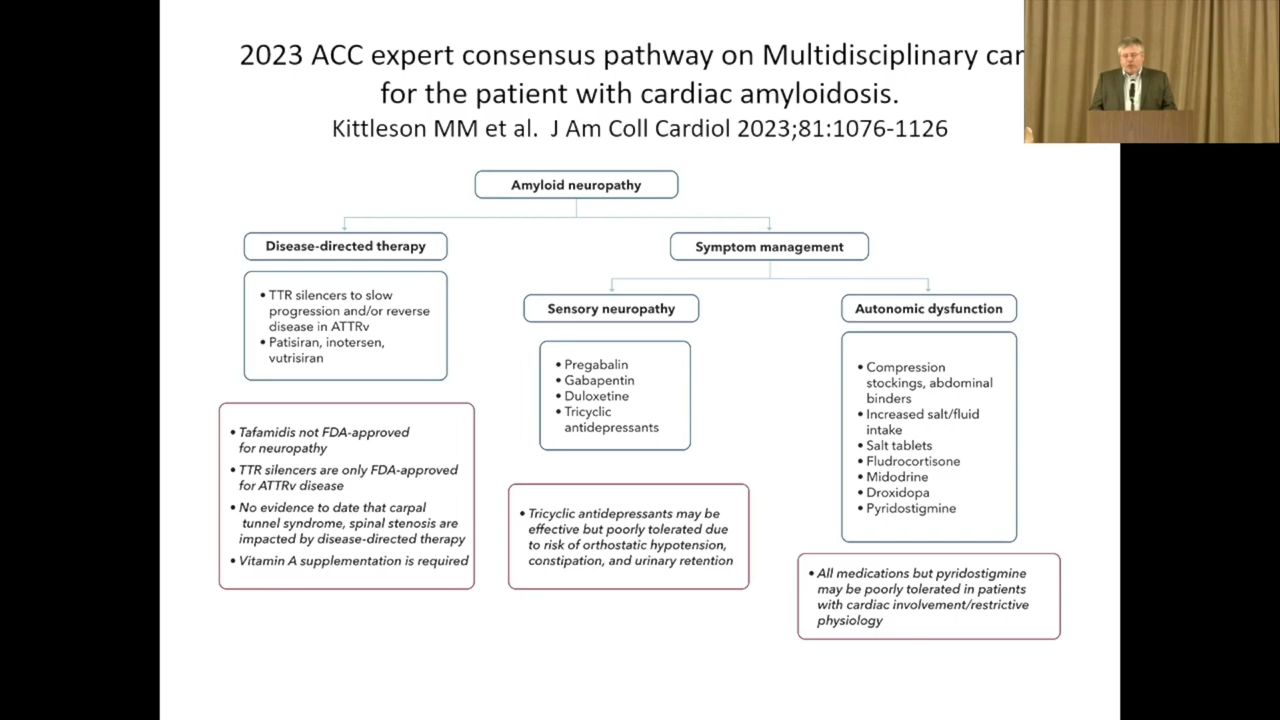 2023 ACC expert consensus pathway on Multidisciplinary car
for the patient with cardiac amyloidosis.
Kittleson MM et al. J Am Coll Cardiol 2023;81:1076-1126
Amyloid neuropathy
Disease-directed therapy
• TTR silencers to slow
progression and/or reverse
disease in ATTRv
• Patisiran, inotersen,
vutrisiran
• Tafamidis not FDA-approved
for neuropathy
• TTR silencers are only FDA-approved
for ATTRv disease
• No evidence to date that carpal
tunnel syndrome, spinal stenosis are
impacted by disease-directed therapy
• Vitamin A supplementation is required
Symptom management
Sensory neuropathy
• Pregabalin
• Gabapentin
• Duloxetine
• Tricyclic
antidepressants
• Tricyclic antidepressants may be
effective but poorly tolerated due
to risk of orthostatic hypotension,
constipation, and urinary retention
Autonomic dysfunction
• Compression
stockings, abdominal
binders
• Increased salt/fluid
intake
• Salt tablets
• Fludrocortisone
• Midodrine
• Droxidopa
• Pyridostigmine
• All medications but pyridostigmine
may be poorly tolerated in patients
with cardiac involvement/restrictive
physiology